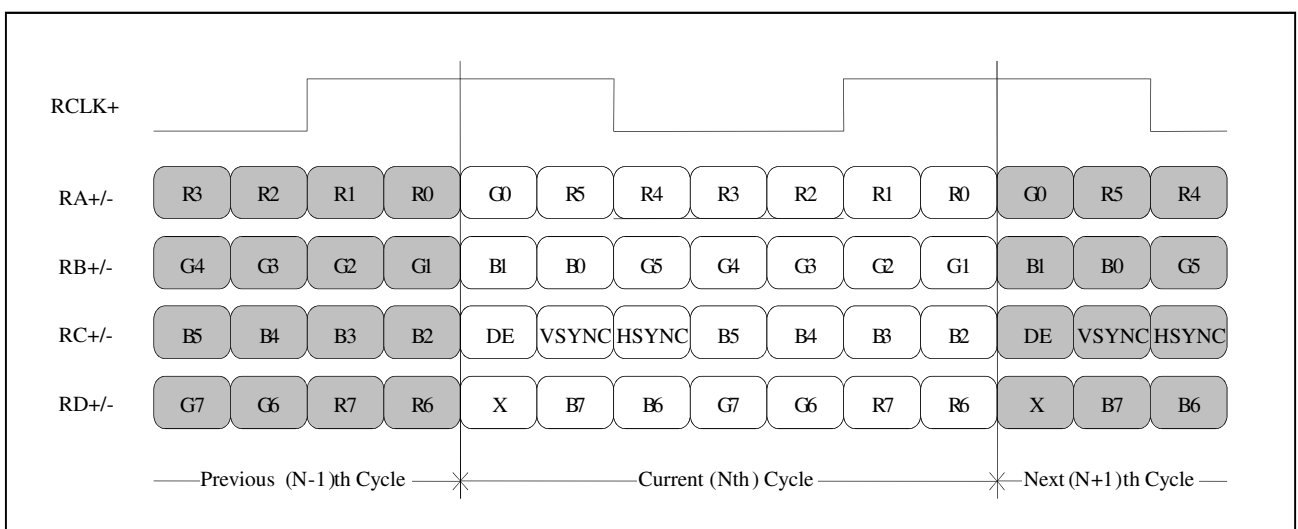 RCLK+
RA+/- R3 R2 R1 R0 G0 R5 R4 R3 R2 R1 R0 G0 R5 R4
RB+/- G4 G3 G2 G1 B1 B0 G5 G4 G3 G2 G1 B1 B0 G5
RC+/- B5 B4 B3 B2 DE VSYNC HSYNC B5 B4 B3 B2 DE VSYNC HSYNC
RD+/- G7 G6 R7 R6 X B7 B6 G7 G6 R7 R6 X B7 B6
Previous (N-1)th Cycle Current (Nth) Cycle Next (N+1)th Cycle